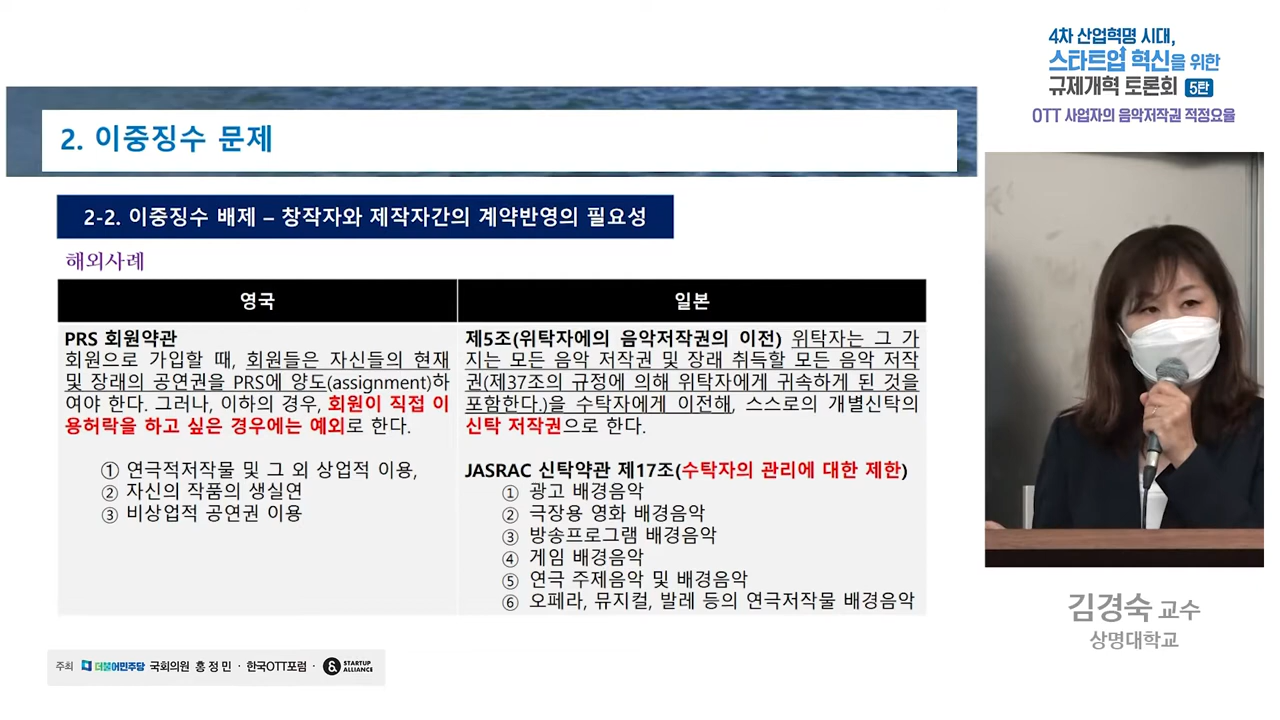 4차 산업혁명 시대,
스타트업 혁신을 위한
규제개혁 토론회 5탄
OTT 사업자의 음악저작권 적정요율
2. 이중징수 문제
2-2. 이중징수 배제 – 창작자와 제작자간의 계약반영의 필요성
해외사례
영국
PRS 회원약관
회원으로 가입할 때, 회원들은 자신들의 현재
및 장래의 공연권을 PRS에 양도(assignment)하
여야 한다. 그러나, 이하의 경우, 회원이 직접 이
용허락을 하고 싶은 경우에는 예외로 한다.
① 연극적저작물 및 그 외 상업적 이용,
② 자신의 작품의 생실연
③ 비상업적 공연권 이용
일본
제5조(위탁자에의 음악저작권의 이전) 위탁자는 그 가
지는 모든 음악 저작권 및 장래 취득할 모든 음악 저작
권(제37조의 규정에 의해 위탁자에게 귀속하게 된 것을
포함한다.)을 수탁자에게 이전해, 스스로의 개별신탁의
신탁 저작권으로 한다.
JASRAC 신탁약관 제17조(수탁자의 관리에 대한 제한)
① 광고 배경음악
② 극장용 영화 배경음악
③ 방송프로그램 배경음악
④ 게임 배경음악
⑤ 연극 주제음악 및 배경음악
⑥ 오페라, 뮤지컬, 발레 등의 연극저작물 배경음악
김경숙 교수
상명대학교
주최 더불어민주당 국회의원 홍정민 · 한국OTT포럼 · & STARTUP ALLIANCE